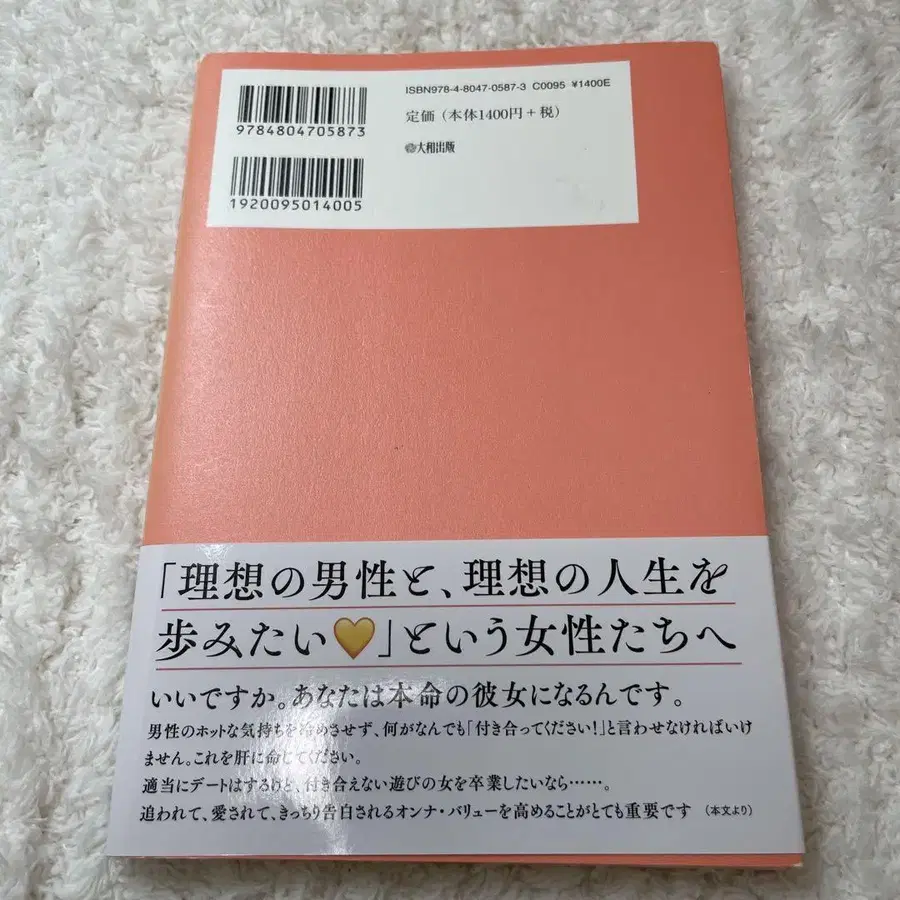 ISBN978-4-8047-0587-3 C0095 ¥1400E
9784804705873
定価（本体1400円+税）
大和出版
1920095014005
「理想の男性と、理想の人生を
歩みたい💛」という女性たちへ
いいですか。あなたは本命の彼女になるんです。
男性のホットな気持ちを冷めさせず、何がなんでも「付き合ってください！」と言わせなければいけ
ません。これを肝に命じてください。
適当にデートはするけど、付き合えない遊びの女を卒業したいなら……。
追われて、愛されて、きっちり告白されるオンナ・バリューを高めることがとても重要です （本文より）